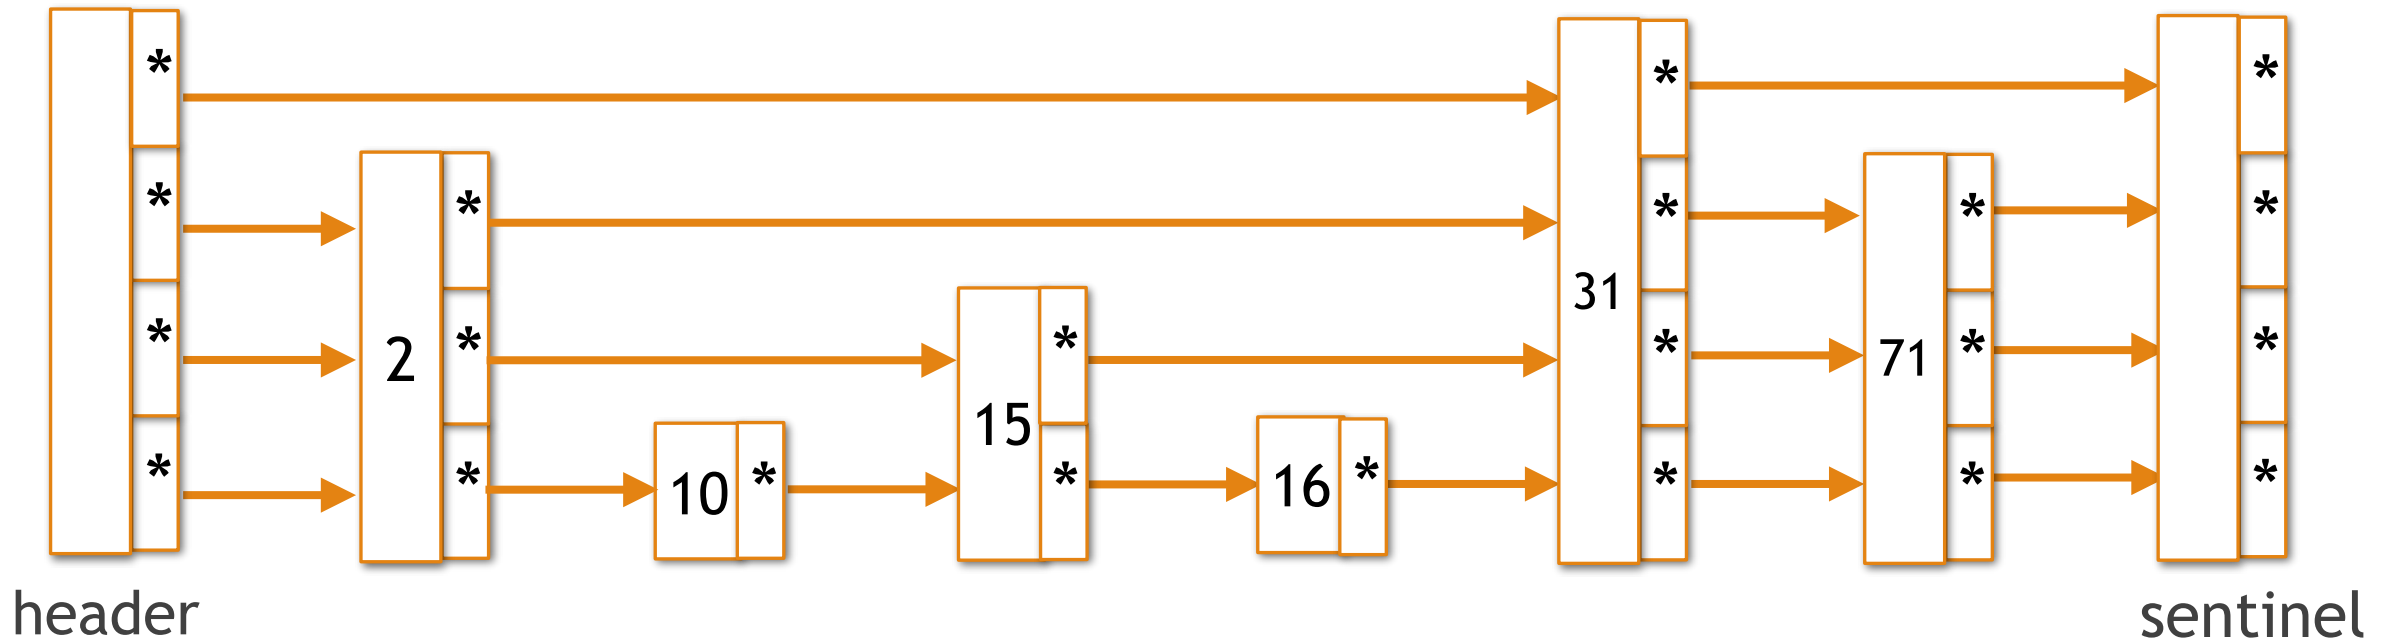 * * *
* * * * *
* * * * * *
* * * * * * * *
2 10 15 16 31 71
header sentinel